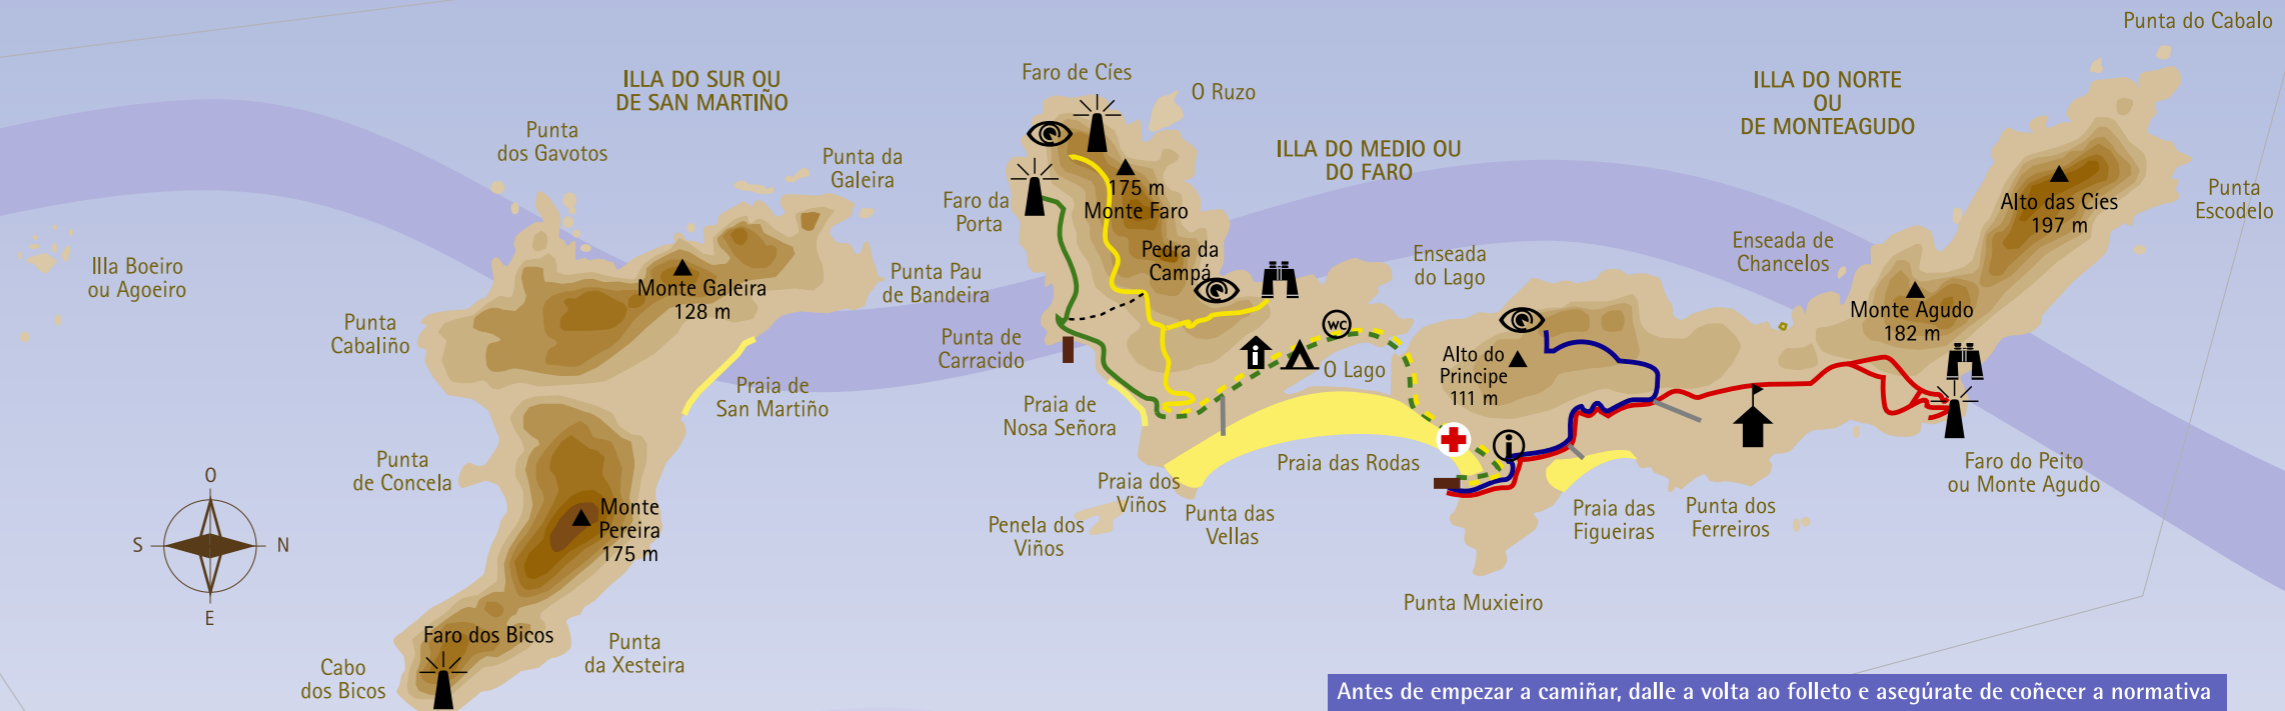 Punta do Cabalo
ILLA DO SUR OU
DE SAN MARTIÑO
Faro de Cíes
O Ruzo
ILLA DO NORTE
OU
DE MONTEAGUDO
Punta
dos Gavotos
Punta da
Galeira
ILLA DO MEDIO OU
DO FARO
175 m
Monte Faro
Faro da
Porta
Alto das Cíes
197 m
Punta
Escodelo
Illa Boeiro
ou Agoeiro
Monte Galeira
128 m
Punta Pau
de Bandeira
Pedra da
Campá
Enseada
do Lago
Enseada de
Chancelos
Monte Agudo
182 m
Punta
Cabaliño
Punta de
Carracido
WC
i
O Lago
Alto do
Principe
111 m
Praia de
San Martiño
Praia de
Nosa Señora
i
Punta
de Concela
Praia dos
Viños
Praia das Rodas
Faro do Peito
ou Monte Agudo
O
S
N
E
Monte
Pereira
175 m
Penela dos
Viños
Punta das
Vellas
Praia das
Figueiras
Punta dos
Ferreiros
Punta Muxieiro
Faro dos Bicos
Punta
da Xesteira
Cabo
dos Bicos
Antes de empezar a camiñar, dalle a volta ao folleto e asegúrate de coñecer a normativa